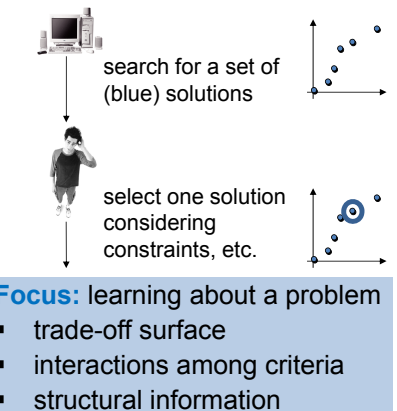 search for a set of
(blue) solutions
select one solution
considering
constraints, etc.
Focus: learning about a problem
▪ trade-off surface
▪ interactions among criteria
▪ structural information